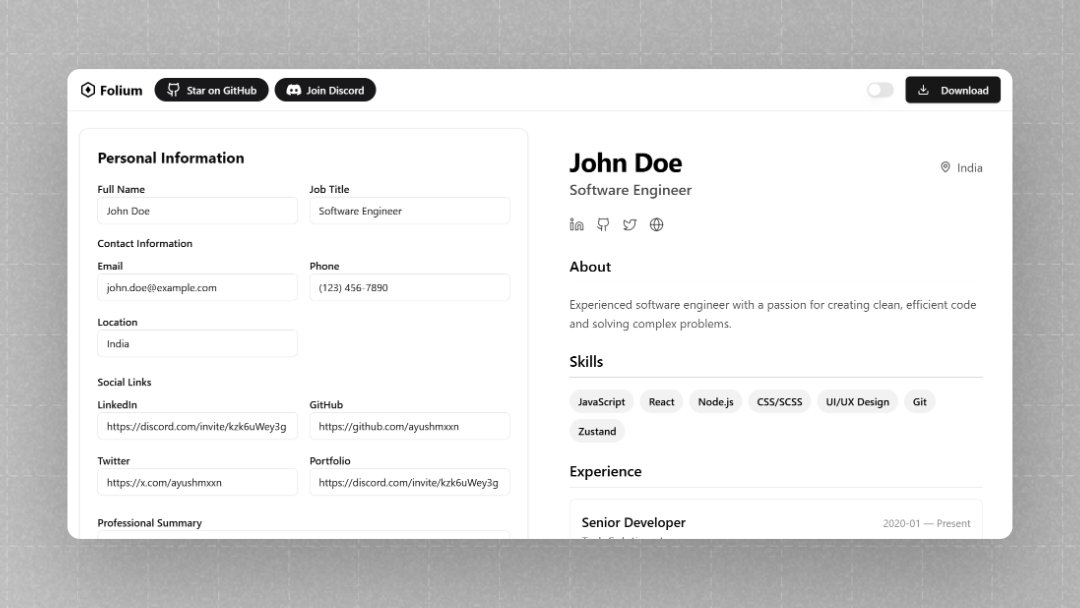 Folium
Star on GitHub
Join Discord
Download
Personal Information
Full Name
Job Title
John Doe
Software Engineer
Contact Information
Email
Phone
john.doe@example.com
(123) 456-7890
Location
India
Social Links
LinkedIn
GitHub
https://discord.com/invite/kzk6uWey3g
https://github.com/ayushmxxn
Twitter
Portfolio
https://x.com/ayushmxxn
https://discord.com/invite/kzk6uWey3g
Professional Summary
John Doe
India
Software Engineer
About
Experienced software engineer with a passion for creating clean, efficient code
and solving complex problems.
Skills
JavaScript
React
Node.js
CSS/SCSS
UI/UX Design
Git
Zustand
Experience
Senior Developer
2020-01 — Present